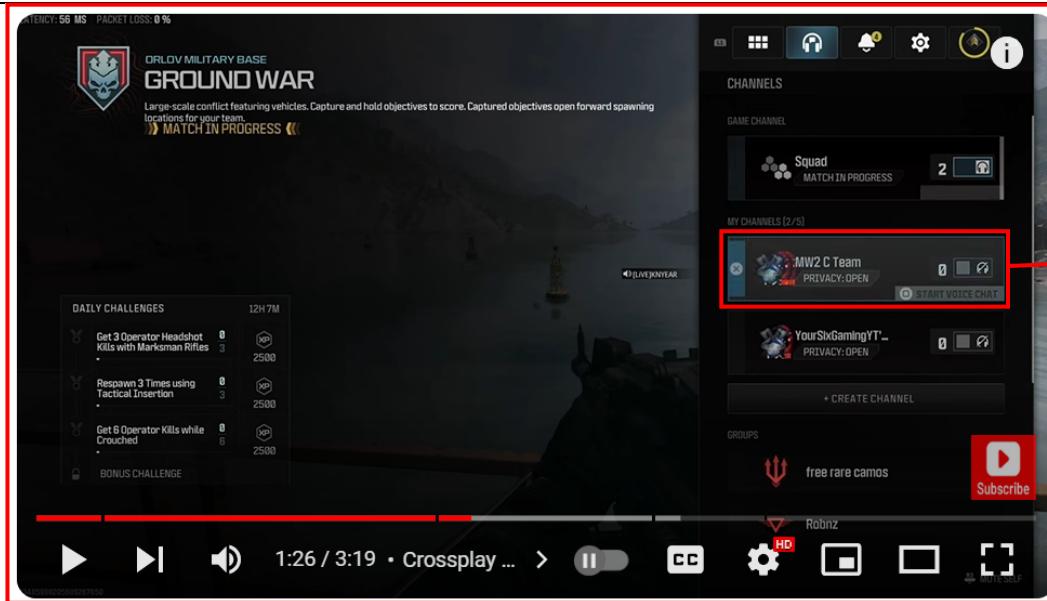 LATENCY: 56 MS PACKET LOSS: 0 %
ORLOV MILITARY BASE
GROUND WAR
Large-scale conflict featuring vehicles. Capture and hold objectives to score. Captured objectives open forward spawning
locations for your team.
MATCH IN PROGRESS
4
i
CHANNELS
GAME CHANNEL
Squad
MATCH IN PROGRESS
2
MY CHANNELS (2/5)
MW2 C Team
PRIVACY: OPEN
0
START VOICE CHAT
[LIVE]KNYEAR
YourSixGamingYT'...
PRIVACY: OPEN
0
+ CREATE CHANNEL
GROUPS
free rare camos
Robnz
MUTE SELF
DAILY CHALLENGES 12H 7M
Get 3 Operator Headshot
Kills with Marksman Rifles
0
3
XP
2500
Respawn 3 Times using
Tactical Insertion
0
3
XP
2500
Get 6 Operator Kills while
Crouched
0
6
XP
2500
BONUS CHALLENGE
Subscribe
1:26 / 3:19 • Crossplay ...
CC
HD